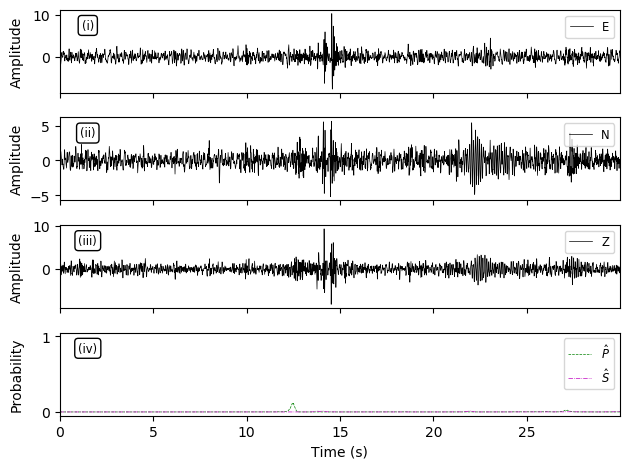 Amplitude
10
0
(i)
E
Amplitude
5
0
−5
(ii)
N
Amplitude
10
0
(iii)
Z
Probability
1
0
(iv)
P̂
Ŝ
0 5 10 15 20 25
Time (s)